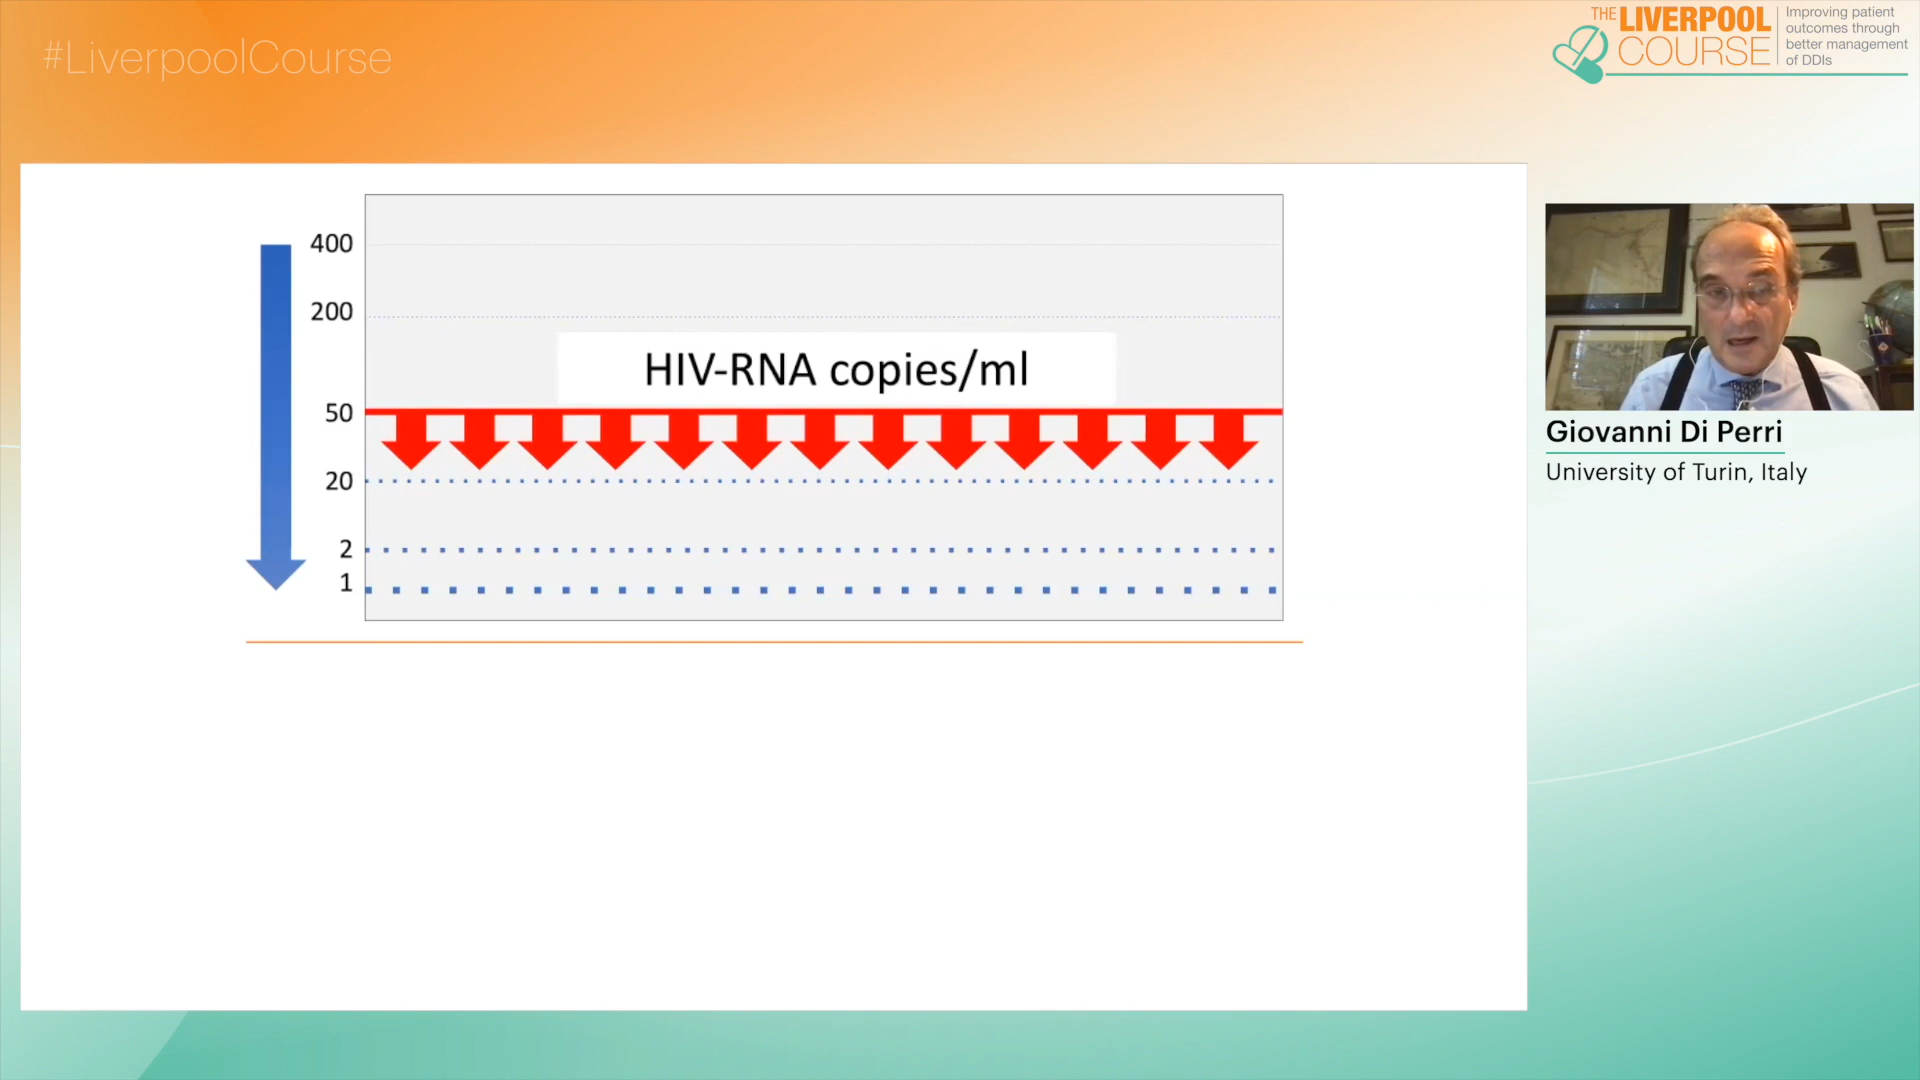 #LiverpoolCourse
THE LIVERPOOL
COURSE
Improving patient
outcomes through
better management
of DDIs
400
200
HIV-RNA copies/ml
50
20
2
1
Giovanni Di Perri
University of Turin, Italy